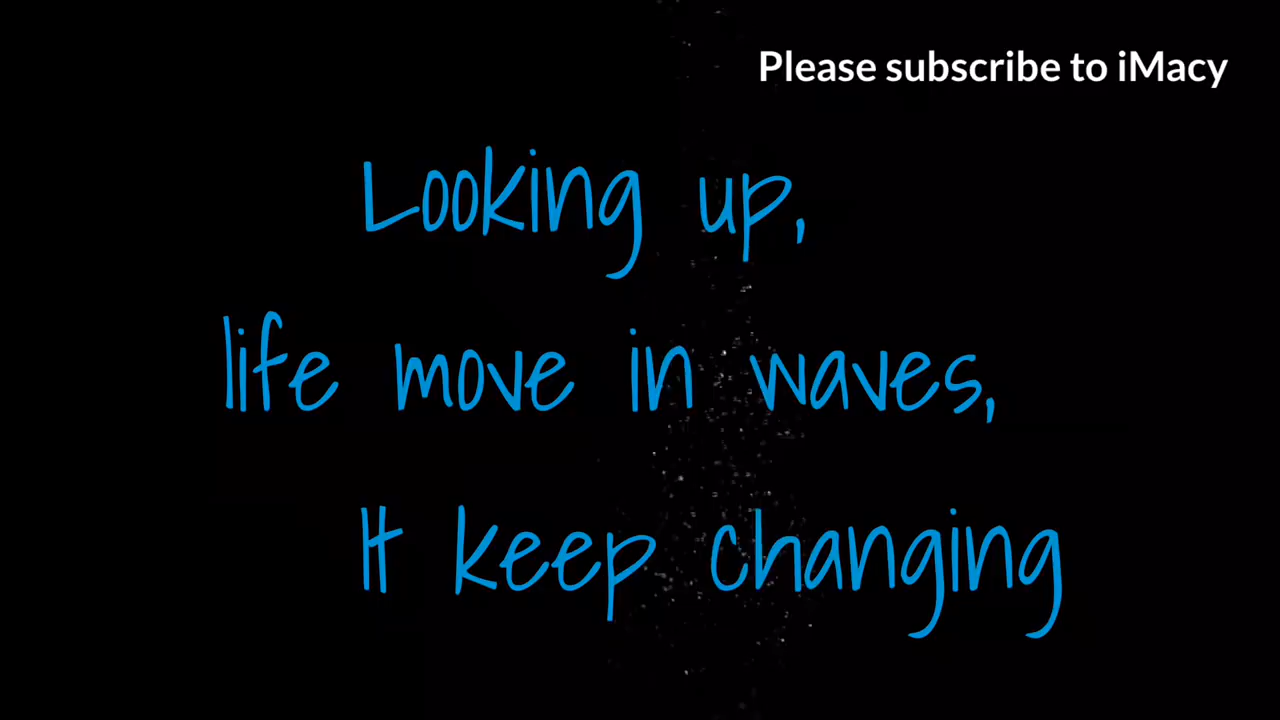 Please subscribe to iMacy
Looking up,
life move in waves,
It keep changing